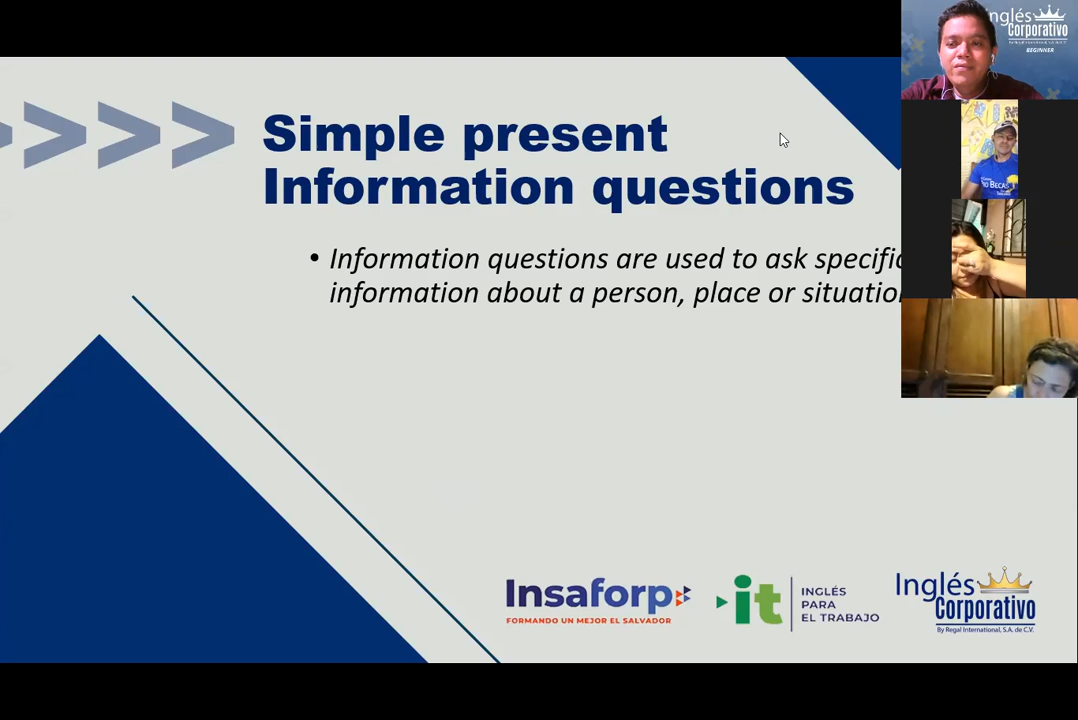 Simple present
Information questions
• Information questions are used to ask specific
information about a person, place or situation
Inglés
Corporativo
BEGINNER
Insaforp
FORMANDO UN MEJOR EL SALVADOR
it
INGLÉS
PARA
EL TRABAJO
Inglés
Corporativo
By Regal International, S.A. de C.V.